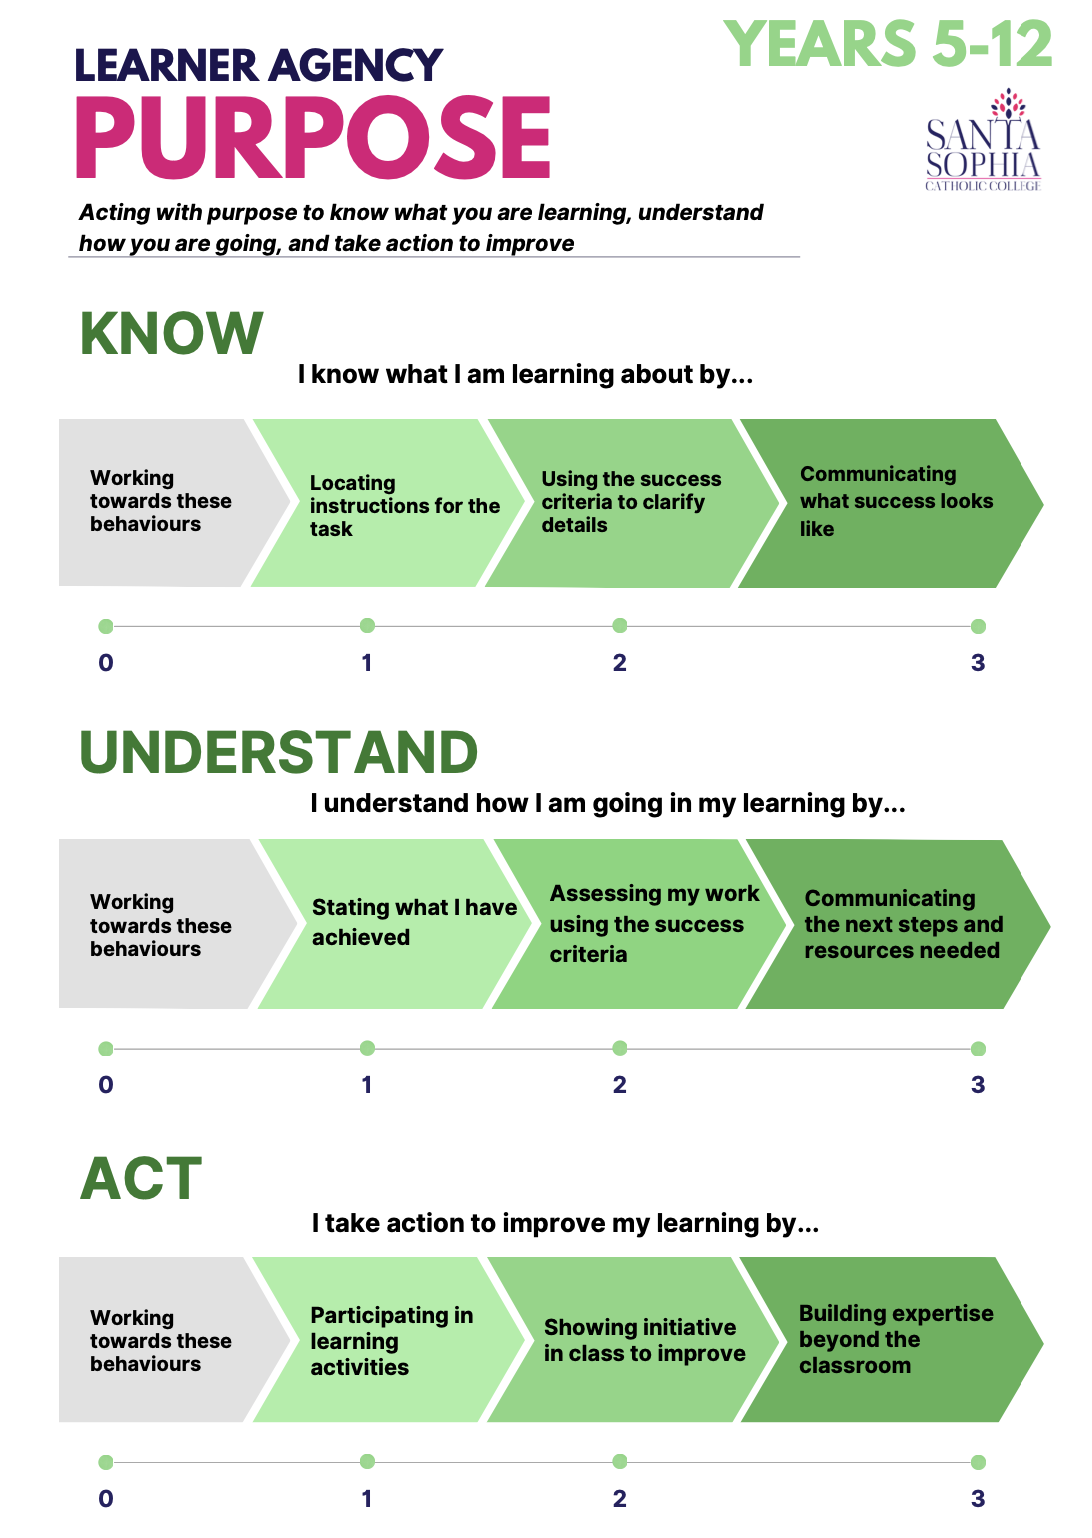 YEARS 5-12
LEARNER AGENCY
PURPOSE
SANTA
SOPHIA
CATHOLIC COLLEGE
Acting with purpose to know what you are learning, understand
how you are going, and take action to improve
KNOW
I know what I am learning about by...
Working
towards these
behaviours
Locating
instructions for the
task
Using the success
criteria to clarify
details
Communicating
what success looks
like
0 1 2 3
UNDERSTAND
I understand how I am going in my learning by...
Working
towards these
behaviours
Stating what I have
achieved
Assessing my work
using the success
criteria
Communicating
the next steps and
resources needed
0 1 2 3
ACT
I take action to improve my learning by...
Working
towards these
behaviours
Participating in
learning
activities
Showing initiative
in class to improve
Building expertise
beyond the
classroom
0 1 2 3